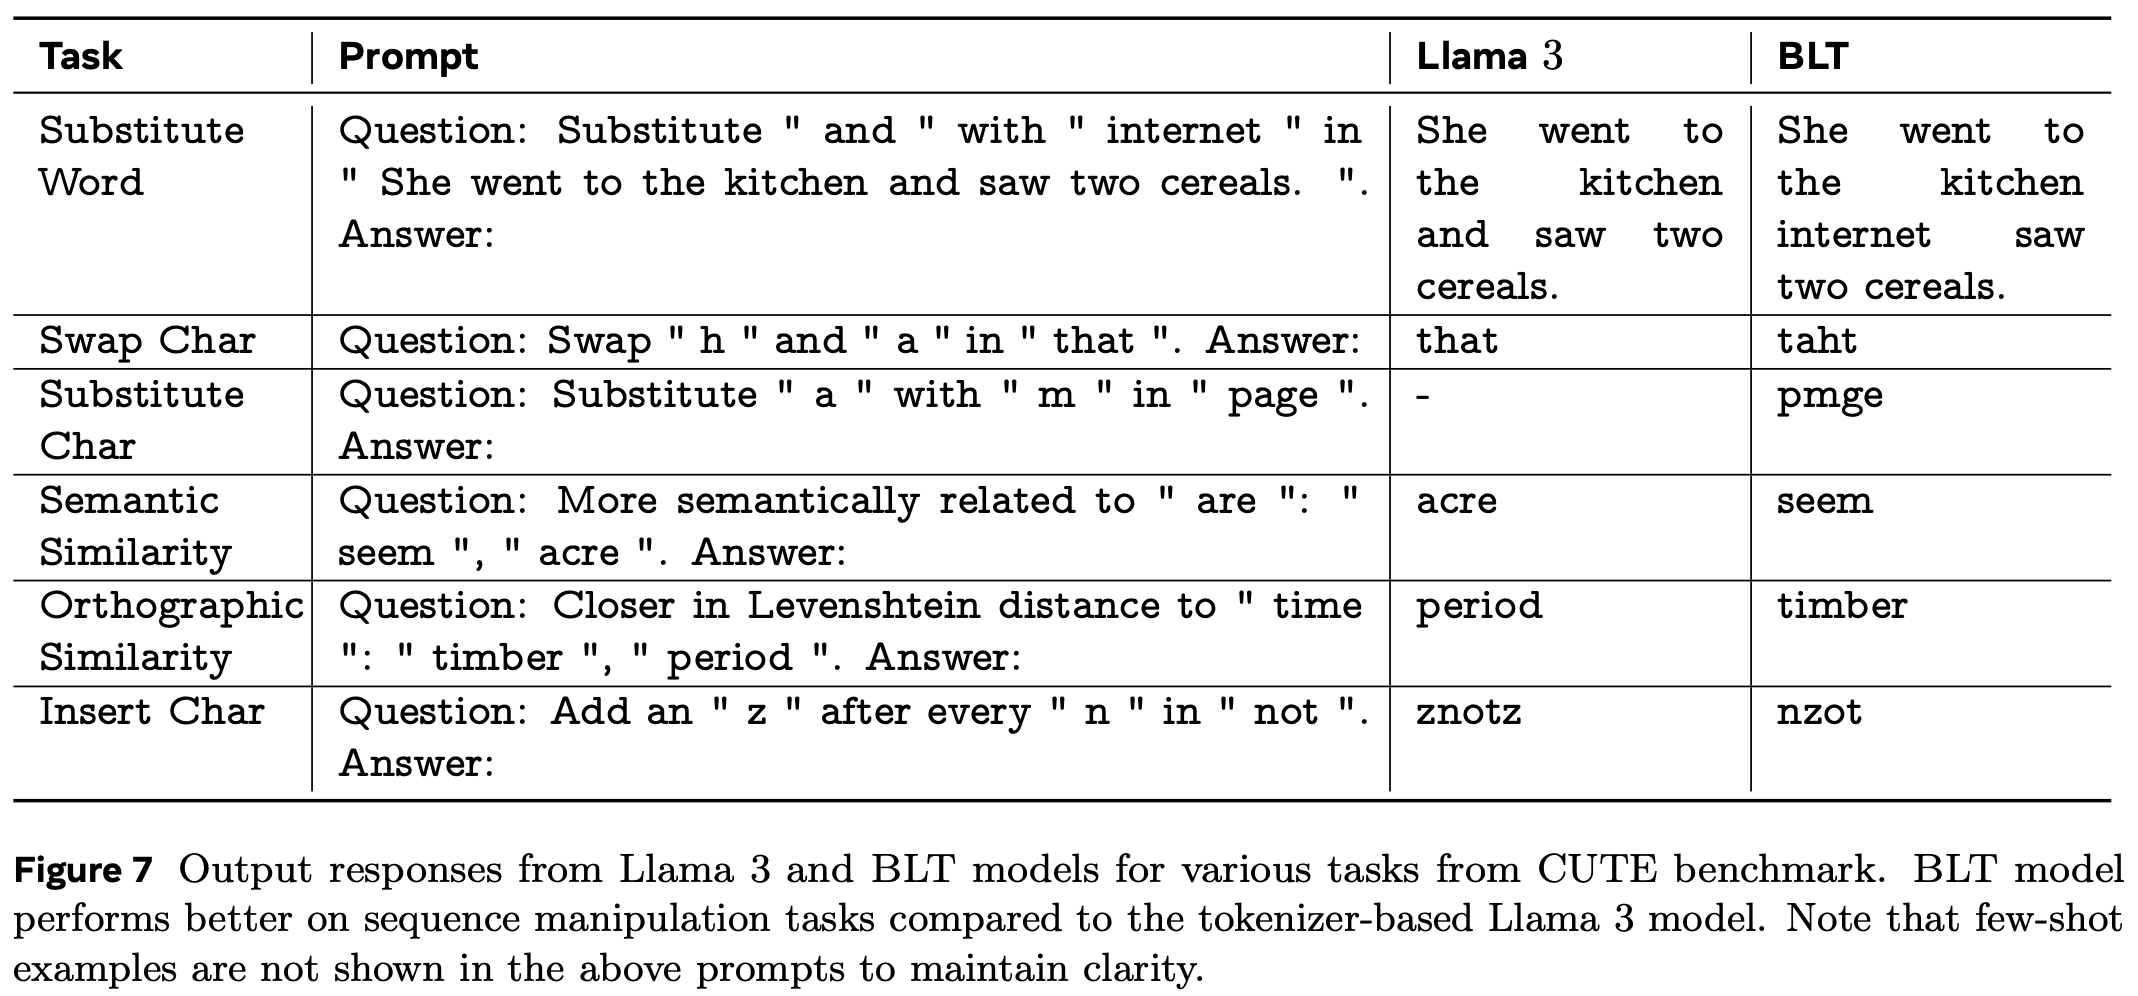 Task Prompt Llama 3 BLT
Substitute Word
Question: Substitute " and " with " internet " in
" She went to the kitchen and saw two cereals. ".
Answer:
She went to
the kitchen
and saw two
cereals.
She went to
the kitchen
internet saw
two cereals.
Swap Char
Question: Swap " h " and " a " in " that ". Answer:
that
taht
Substitute
Char
Question: Substitute " a " with " m " in " page ".
Answer:
-
pmge
Semantic
Similarity
Question: More semantically related to " are ": "
seem ", " acre ". Answer:
acre
seem
Orthographic
Similarity
Question: Closer in Levenshtein distance to " time
": " timber ", " period ". Answer:
period
timber
Insert Char
Question: Add an " z " after every " n " in " not ".
Answer:
znotz
nzot
Figure 7 Output responses from Llama 3 and BLT models for various tasks from CUTE benchmark. BLT model
performs better on sequence manipulation tasks compared to the tokenizer-based Llama 3 model. Note that few-shot
examples are not shown in the above prompts to maintain clarity.